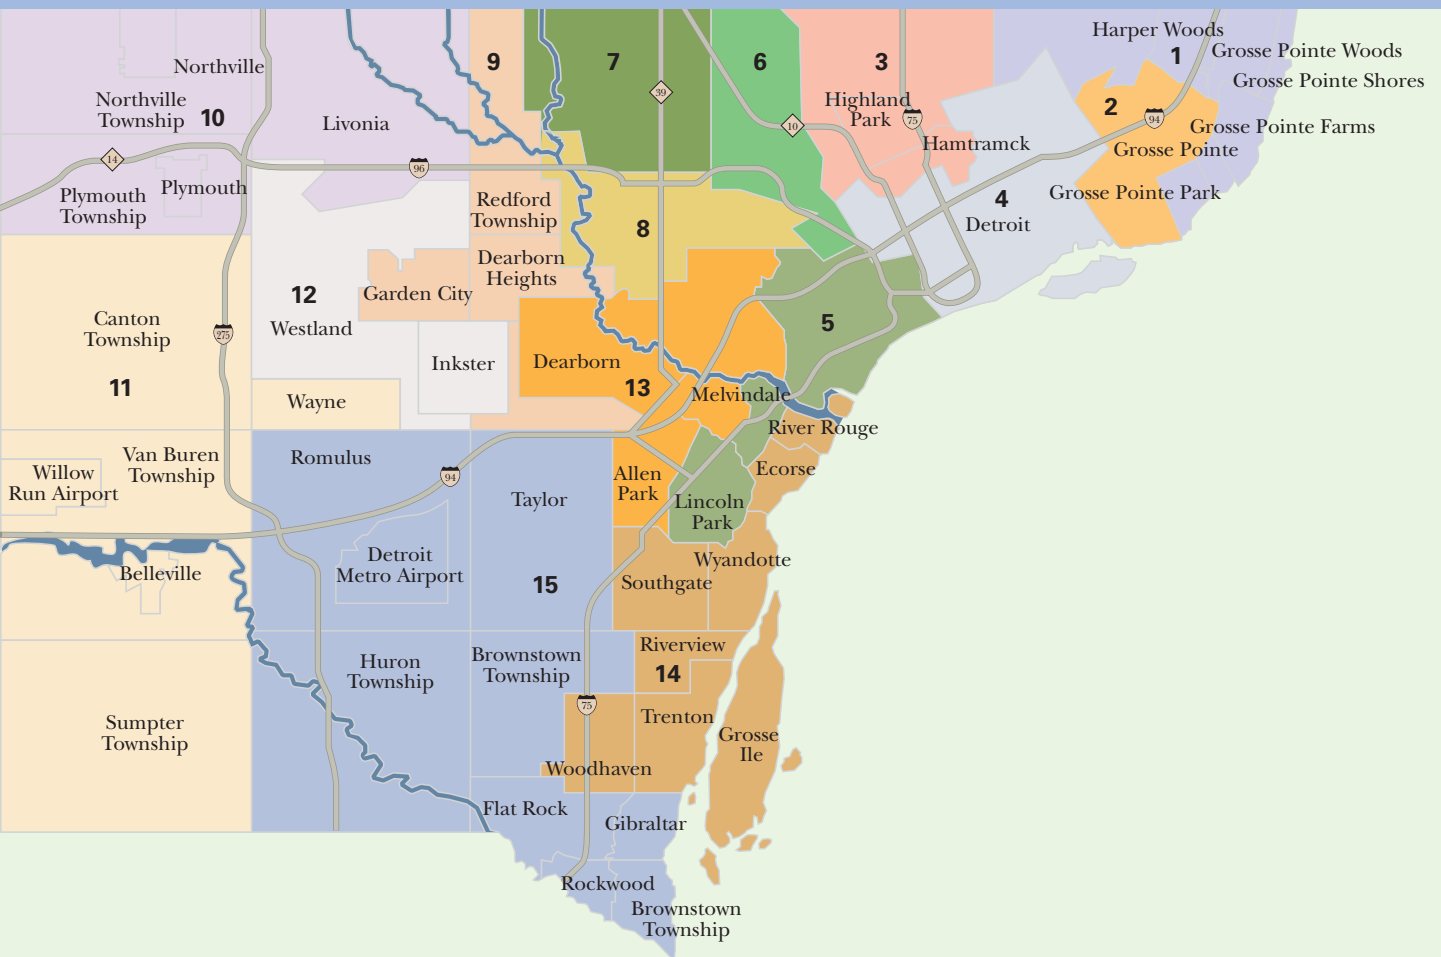 Harper Woods
1
Grosse Pointe Woods
9
7
6
3
Northville
Grosse Pointe Shores
39
Northville
Township
10
Highland
Park
2
Livonia
10
75
94
Grosse Pointe Farms
Hamtramck
Grosse Pointe
14
96
Plymouth
Township
Plymouth
Grosse Pointe Park
4
Detroit
Redford
Township
8
Dearborn
Heights
12
Garden City
Canton
Township
Westland
5
275
Inkster
Dearborn
11
13
Melvindale
Wayne
River Rouge
Van Buren
Township
Romulus
Willow
Run Airport
94
Ecorse
Allen
Park
Taylor
Lincoln
Park
Detroit
Metro Airport
Wyandotte
Belleville
15
Southgate
Riverview
Huron
Township
Brownstown
Township
14
75
Trenton
Sumpter
Township
Grosse
Ile
Woodhaven
Flat Rock
Gibraltar
Rockwood
Brownstown
Township